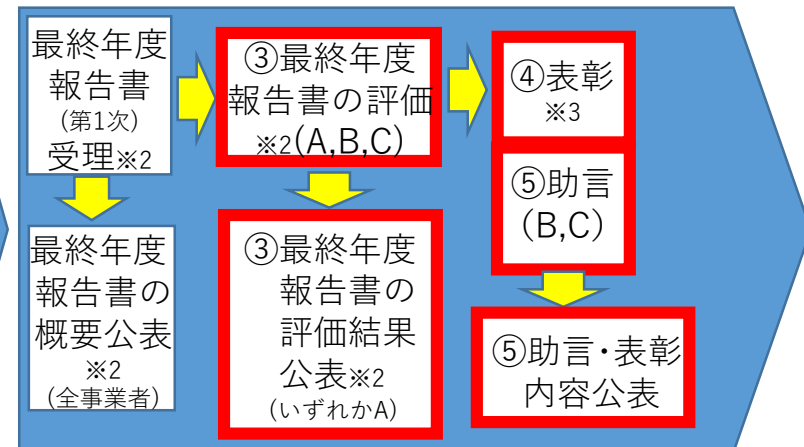 最終年度
報告書
(第1次)
受理※2
③最終年度
報告書の評価
※2(A,B,C)
④表彰
※3
⑤助言
(B,C)
最終年度
報告書の
概要公表
※2
(全事業者)
③最終年度
報告書の
評価結果
公表※2
(いずれかA)
⑤助言・表彰
内容公表